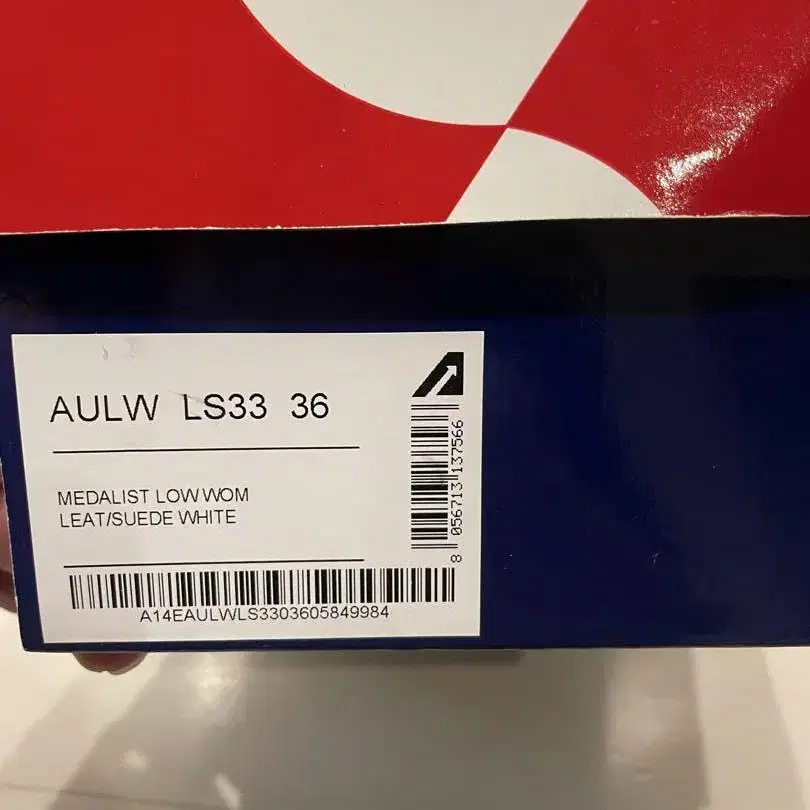 AULW LS33 36
MEDALIST LOW WOM
LEAT/SUEDE WHITE
8 056713 137566
A14EAULWLS3303605849984